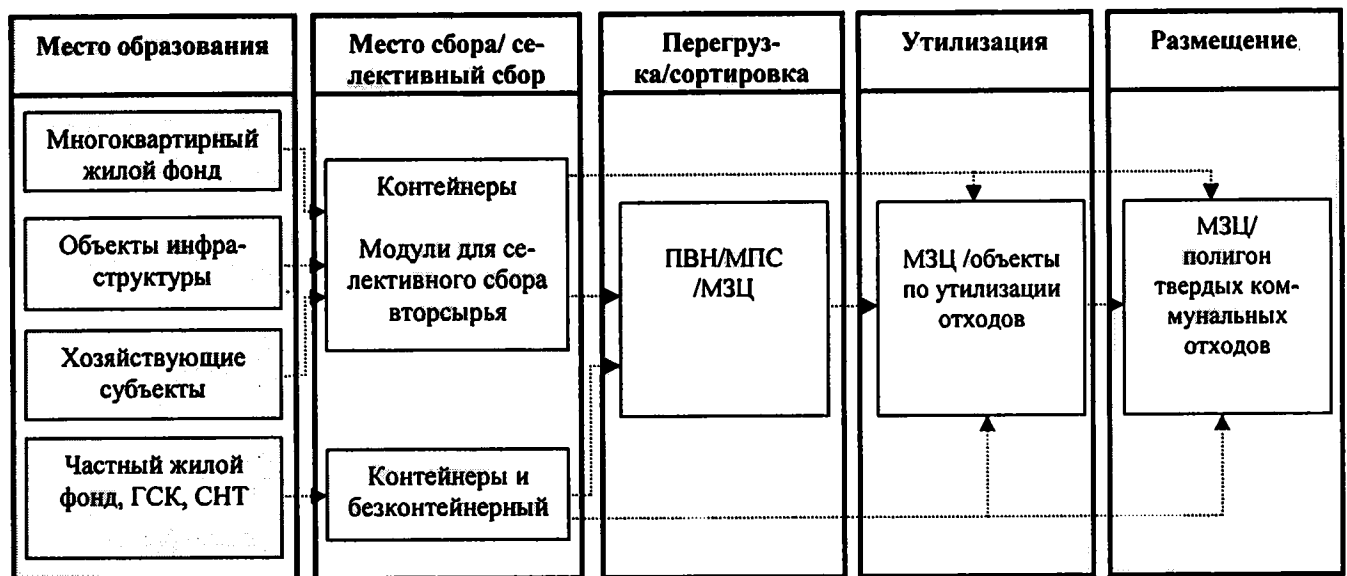 Место образования
Место сбора/ се-
лективный сбор
Перегруз-
ка/сортировка
Утилизация
Размещение
Многоквартирный
жилой фонд
Объекты инфра-
структуры
Хозяйствующие
субъекты
Частный жилой
фонд, ГСК, СНТ
Контейнеры
Модули для се-
лективного сбора
вторсырья
Контейнеры и
безконтейнерный
ПВН/МПС
/МЗЦ
МЗЦ /объекты
по утилизации
отходов
МЗЦ/
полигон
твердых ком-
мунальных
отходов